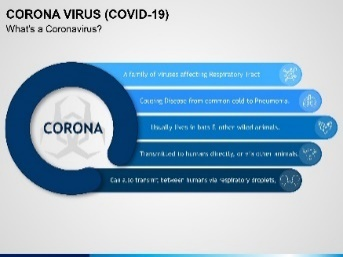 CORONA VIRUS (COVID-19)
What's a Coronavirus?
A family of viruses affecting Respiratory Tract
Causing Disease from common cold to Pneumonia.
CORONA
Usually lives in bats & other wild animals.
Transmitted to humans directly, or via other animals
Can also transmit between humans via respiratory droplets.